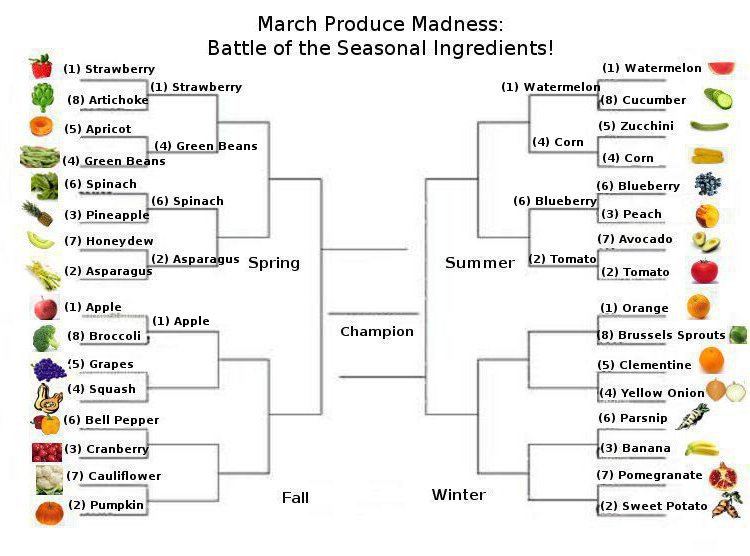 March Produce Madness:
Battle of the Seasonal Ingredients!
(1) Strawberry
(1) Strawberry
(8) Artichoke
(5) Apricot
(4) Green Beans
(4) Green Beans
(6) Spinach
(6) Spinach
(3) Pineapple
(7) Honeydew
(2) Asparagus
(2) Asparagus
Spring
(1) Apple
(1) Apple
(8) Broccoli
(5) Grapes
(4) Squash
(6) Bell Pepper
(3) Cranberry
(7) Cauliflower
(2) Pumpkin
Fall
Champion
(1) Watermelon
(1) Watermelon
(8) Cucumber
(5) Zucchini
(4) Corn
(4) Corn
(6) Blueberry
(6) Blueberry
(3) Peach
(7) Avocado
(2) Tomato
(2) Tomato
Summer
(1) Orange
(8) Brussels Sprouts
(5) Clementine
(4) Yellow Onion
(6) Parsnip
(3) Banana
(7) Pomegranate
(2) Sweet Potato
Winter